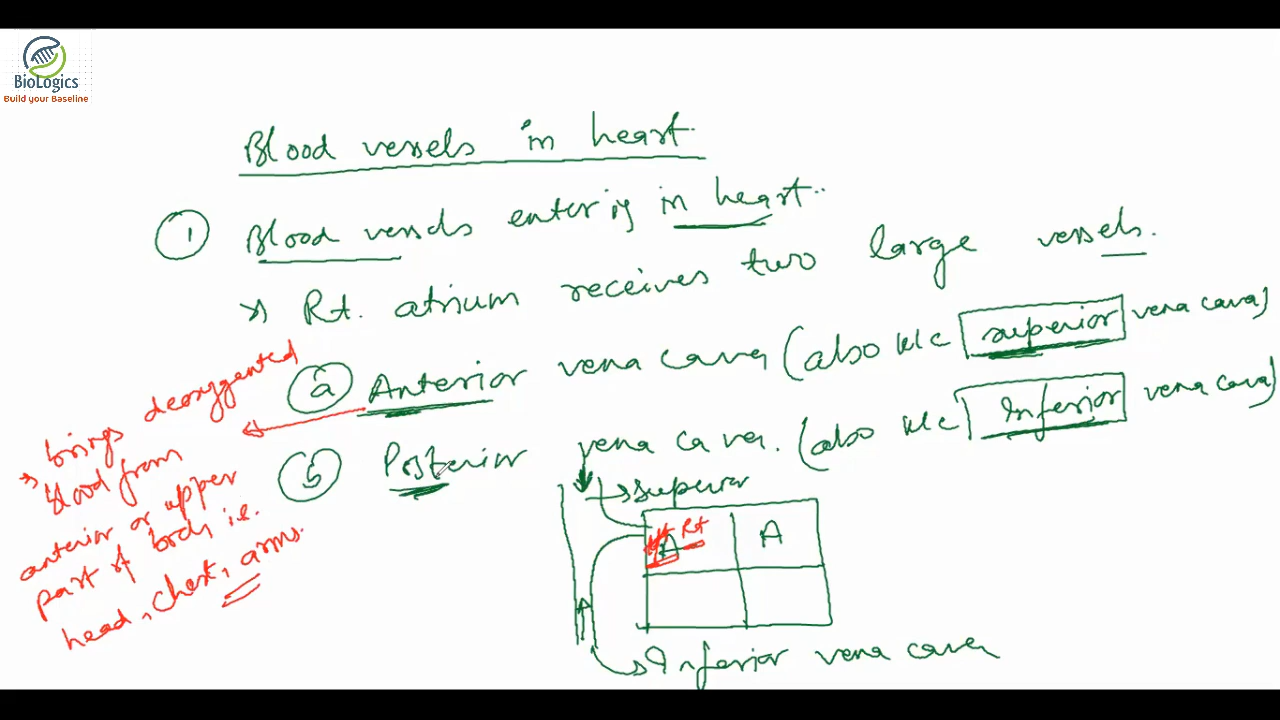 BioLogics
Build your Baseline
Blood vessels in heart
1 Blood vessels entering in heart.
Rt. atrium receives two large vessels.
a Anterior vena cava (also k/c superior vena cava)
b Posterior vena cava. (also k/c Inferior vena cava)
brings deoxygented
blood from
anterior or upper
part of body i.e.
head, chest, arms.
superior
Rt
A A
Inferior vena cava